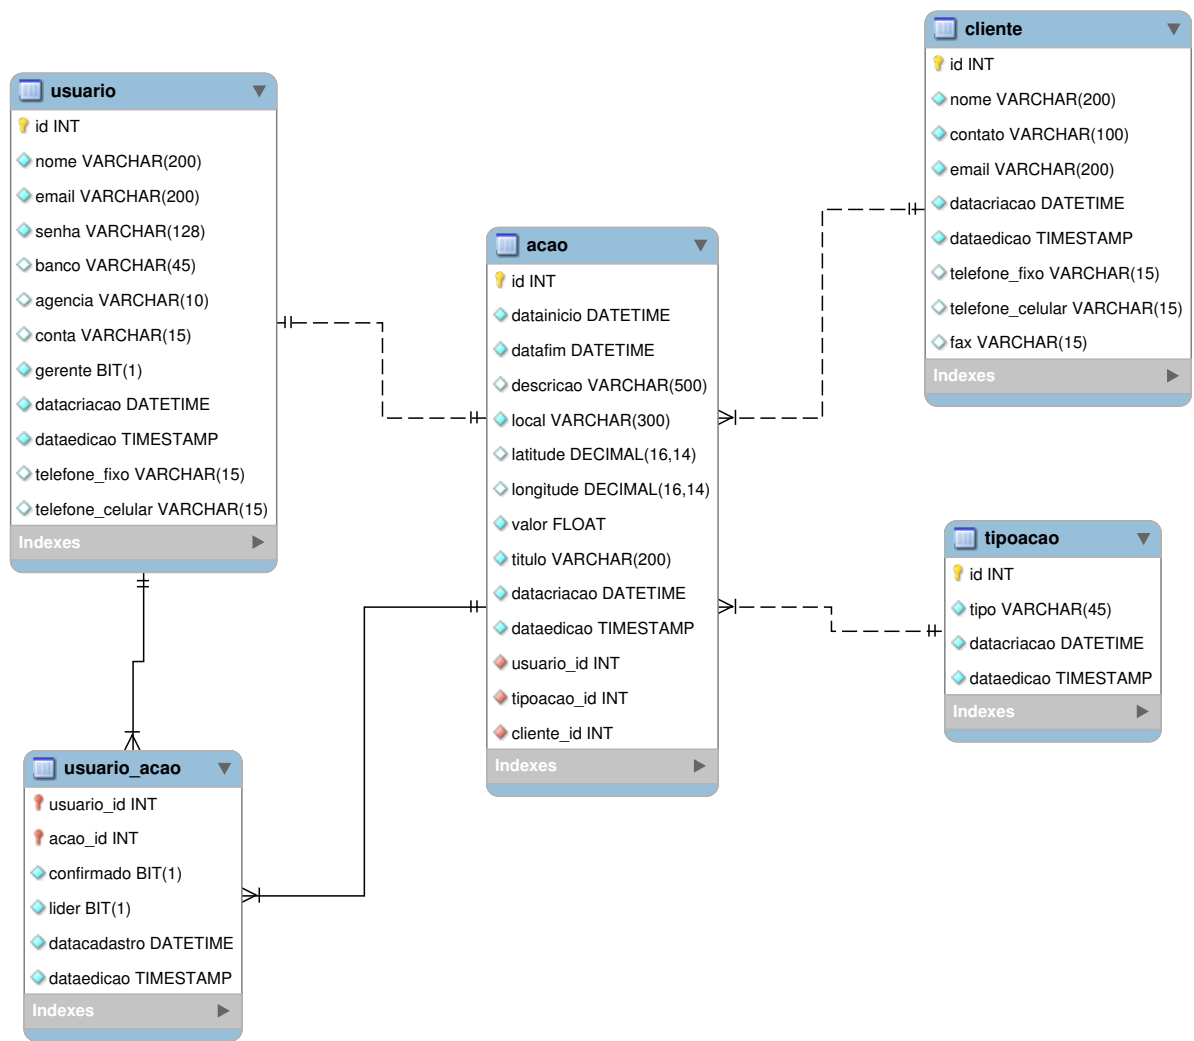 usuario
id INT
nome VARCHAR(200)
email VARCHAR(200)
senha VARCHAR(128)
banco VARCHAR(45)
agencia VARCHAR(10)
conta VARCHAR(15)
gerente BIT(1)
datacriacao DATETIME
dataedicao TIMESTAMP
telefone_fixo VARCHAR(15)
telefone_celular VARCHAR(15)
Indexes
usuario_acao
usuario_id INT
acao_id INT
confirmado BIT(1)
lider BIT(1)
datacadastro DATETIME
dataedicao TIMESTAMP
Indexes
acao
id INT
datainicio DATETIME
datafim DATETIME
descricao VARCHAR(500)
local VARCHAR(300)
latitude DECIMAL(16,14)
longitude DECIMAL(16,14)
valor FLOAT
titulo VARCHAR(200)
datacriacao DATETIME
dataedicao TIMESTAMP
usuario_id INT
tipoacao_id INT
cliente_id INT
Indexes
cliente
id INT
nome VARCHAR(200)
contato VARCHAR(100)
email VARCHAR(200)
datacriacao DATETIME
dataedicao TIMESTAMP
telefone_fixo VARCHAR(15)
telefone_celular VARCHAR(15)
fax VARCHAR(15)
Indexes
tipoacao
id INT
tipo VARCHAR(45)
datacriacao DATETIME
dataedicao TIMESTAMP
Indexes